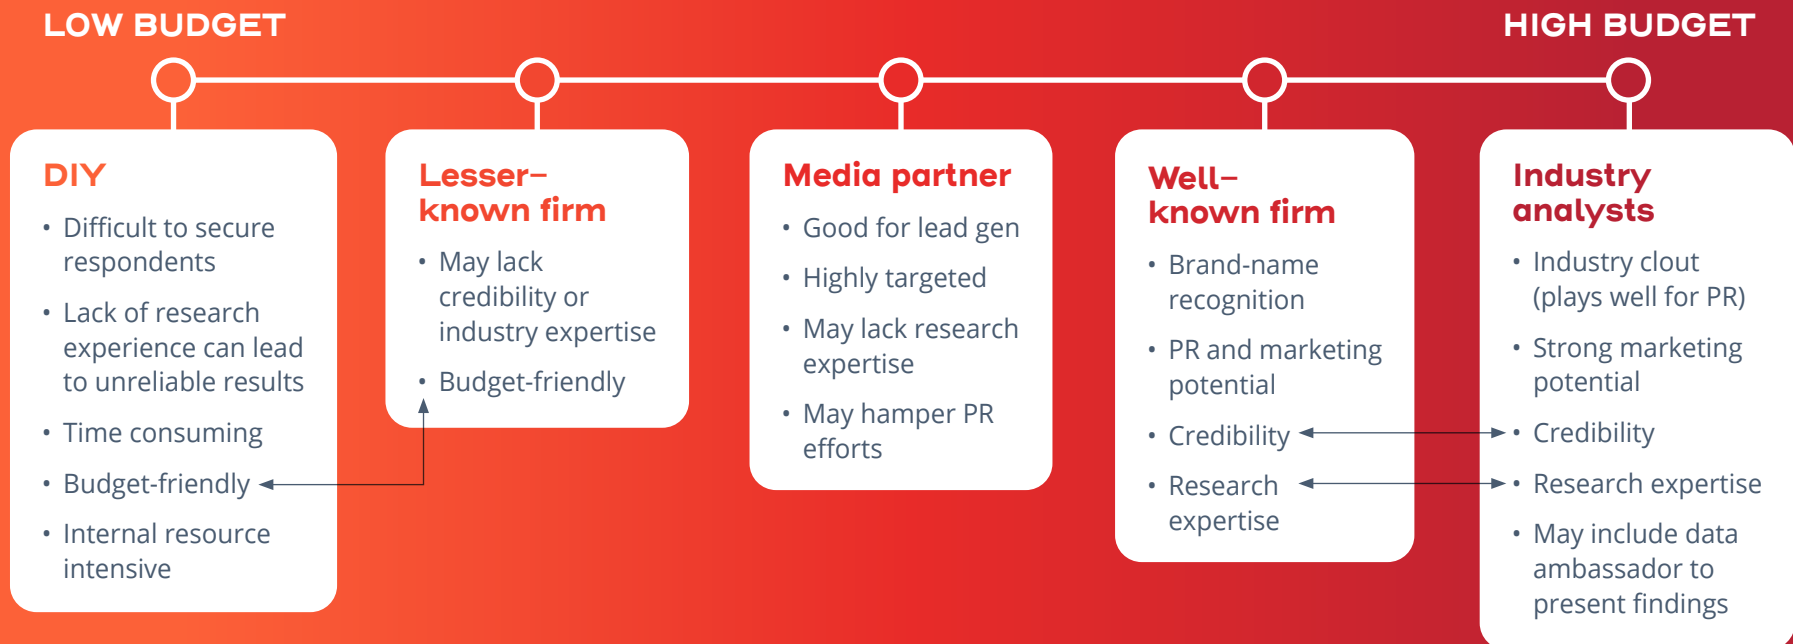 LOW BUDGET
HIGH BUDGET
DIY
• Difficult to secure
respondents
• Lack of research
experience can lead
to unreliable results
• Time consuming
• Budget-friendly
• Internal resource
intensive
Lesser–
known firm
• May lack
credibility or
industry expertise
• Budget-friendly
Media partner
• Good for lead gen
• Highly targeted
• May lack research
expertise
• May hamper PR
efforts
Well–
known firm
• Brand-name
recognition
• PR and marketing
potential
• Credibility
• Research
expertise
Industry
analysts
• Industry clout
(plays well for PR)
• Strong marketing
potential
• Credibility
• Research expertise
• May include data
ambassador to
present findings